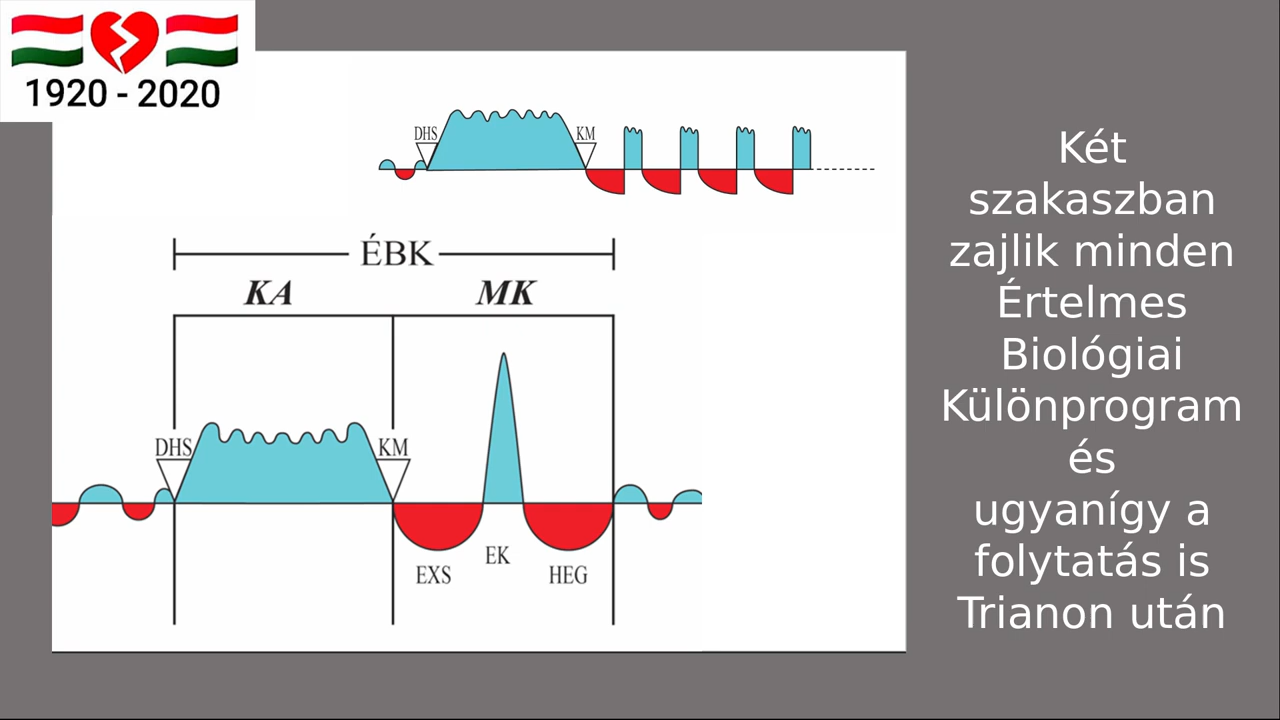 1920 - 2020
DHS
KM
ÉBK
KA
MK
DHS
KM
EXS
EK
HEG
Két
szakaszban
zajlik minden
Értelmes
Biológiai
Különprogram
és
ugyanígy a
folytatás is
Trianon után